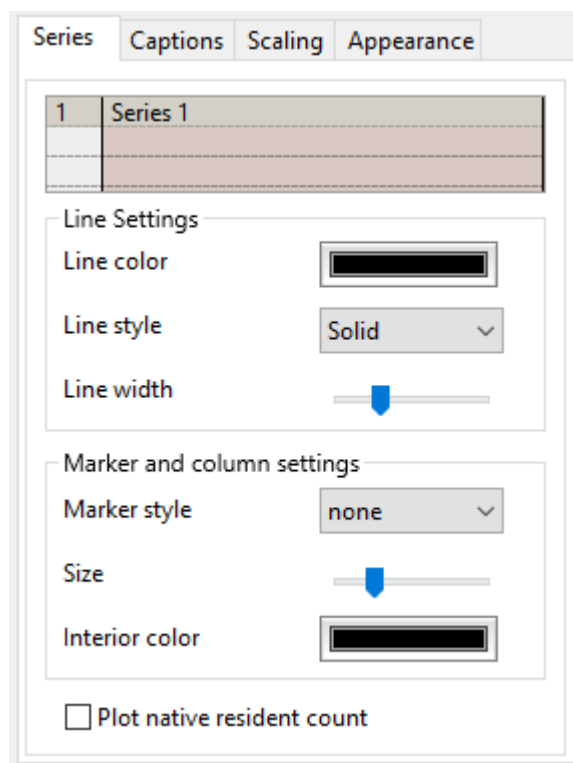 Series Captions Scaling Appearance
1 Series 1
Line Settings
Line color
Line style Solid
Line width
Marker and column settings
Marker style none
Size
Interior color
Plot native resident count